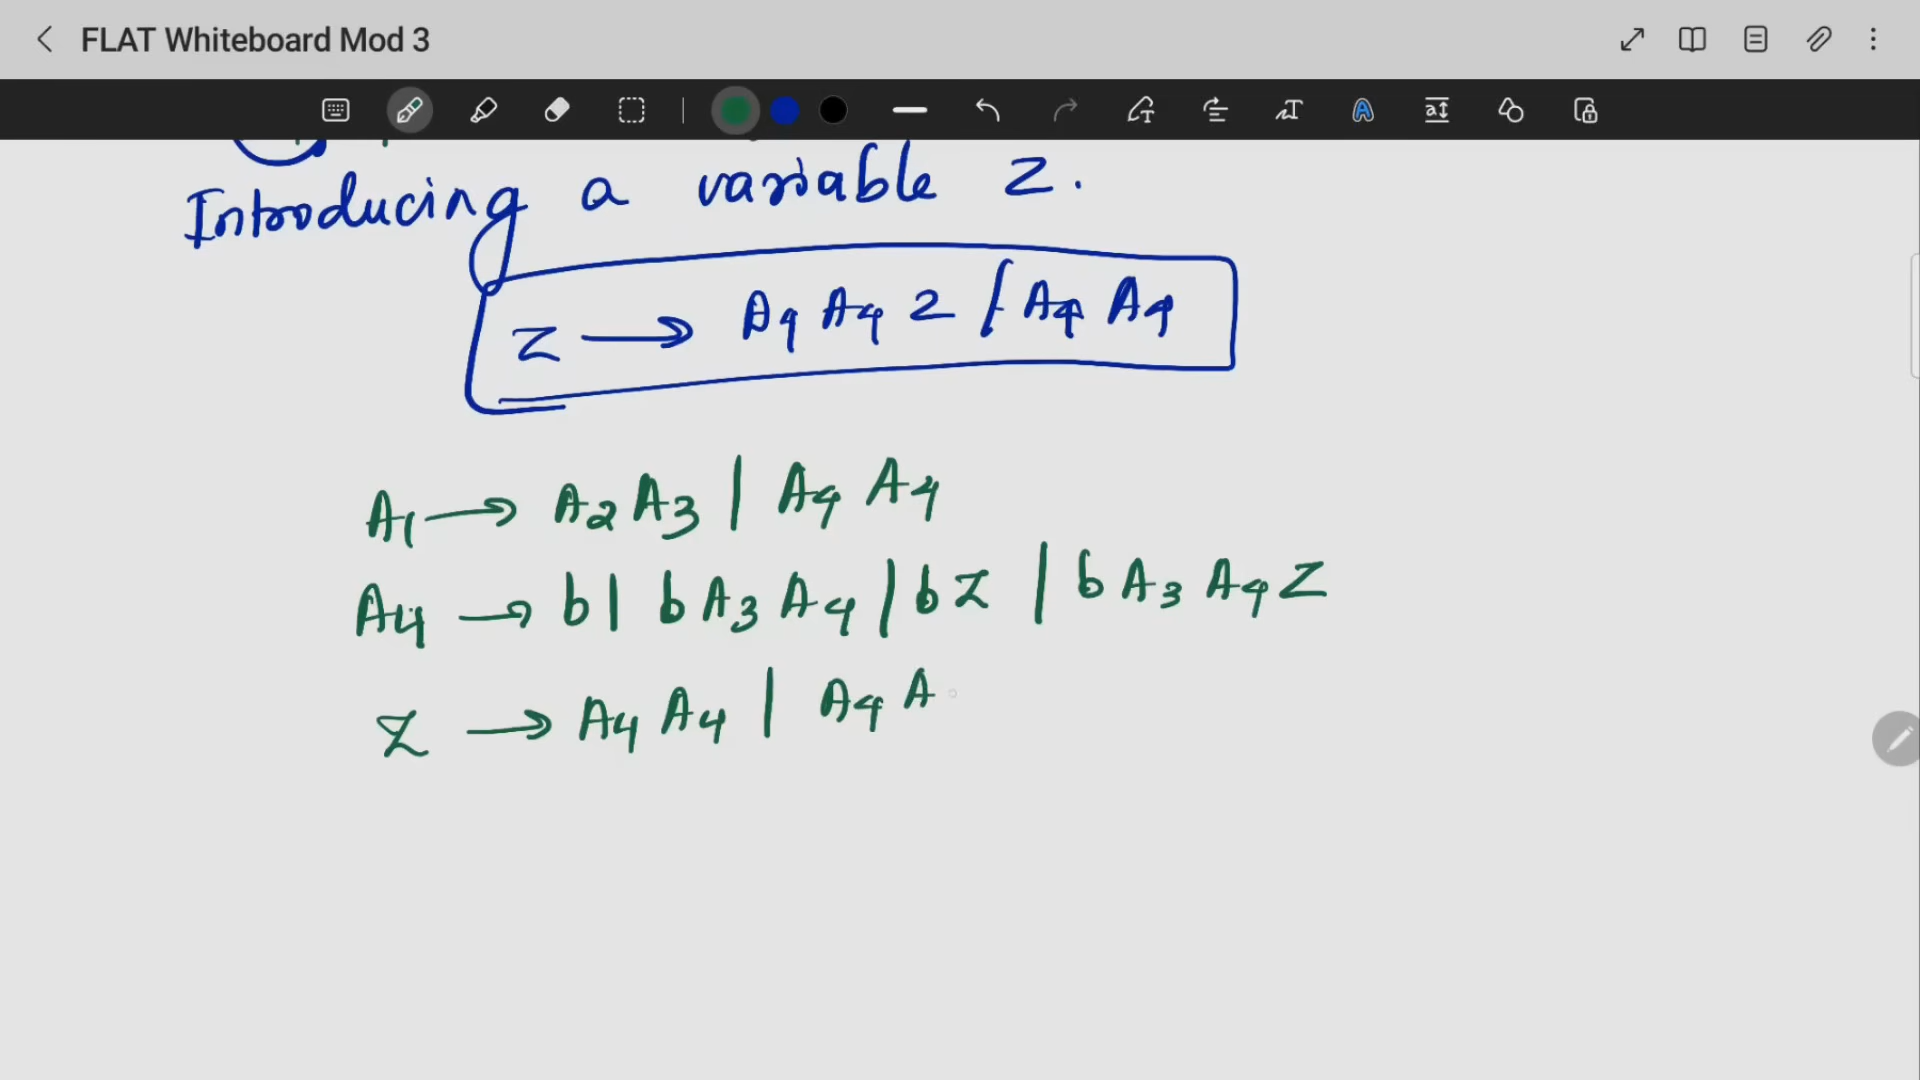 FLAT Whiteboard Mod 3
Introducing a variable Z.
Z → A4 A4 Z / A4 A4
A1 → A2 A3 | A4 A4
A4 → b | b A3 A4 | b Z | b A3 A4 Z
Z → A4 A4 | A4 A